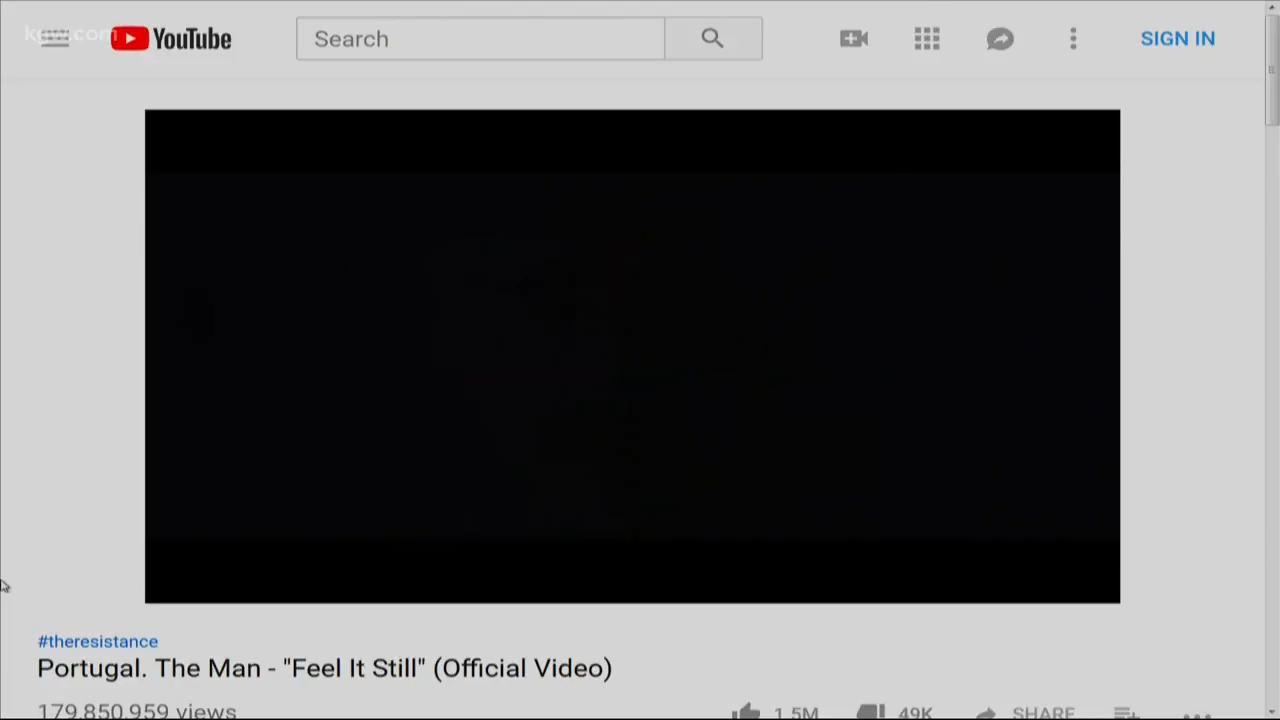 YouTube
Search
SIGN IN
#theresistance
Portugal. The Man - "Feel It Still" (Official Video)
179,850,959 views
1.5M
49K
SHARE